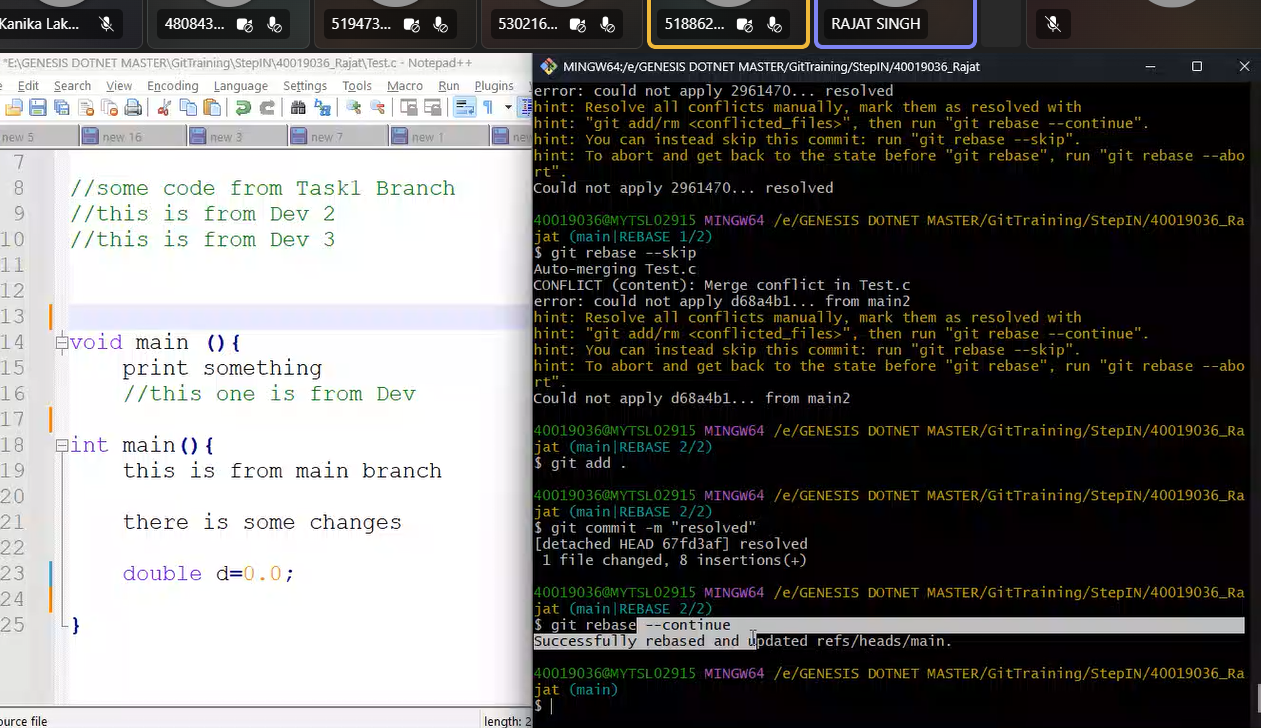 Kanika Lak...
480843...
519473...
530216...
518862...
RAJAT SINGH
*E:\GENESIS DOTNET MASTER\GitTraining\StepIN\40019036_Rajat\Test.c - Notepad++
Edit Search View Encoding Language Settings Tools Macro Run Plugins
new 5 new 16 new 3 new 7 new 1
7
8 //some code from Task1 Branch
9 //this is from Dev 2
10 //this is from Dev 3
11
12
13
14 void main (){
15 print something
16 //this one is from Dev
17
18 int main(){
19 this is from main branch
20
21 there is some changes
22
23 double d=0.0;
24
25 }
ource file length: 2
MINGW64:/e/GENESIS DOTNET MASTER/GitTraining/StepIN/40019036_Rajat
error: could not apply 2961470... resolved
hint: Resolve all conflicts manually, mark them as resolved with
hint: "git add/rm <conflicted_files>", then run "git rebase --continue".
hint: You can instead skip this commit: run "git rebase --skip".
hint: To abort and get back to the state before "git rebase", run "git rebase --abo
rt".
Could not apply 2961470... resolved
40019036@MYTSL02915 MINGW64 /e/GENESIS DOTNET MASTER/GitTraining/StepIN/40019036_Ra
jat (main|REBASE 1/2)
$ git rebase --skip
Auto-merging Test.c
CONFLICT (content): Merge conflict in Test.c
error: could not apply d68a4b1... from main2
hint: Resolve all conflicts manually, mark them as resolved with
hint: "git add/rm <conflicted_files>", then run "git rebase --continue".
hint: You can instead skip this commit: run "git rebase --skip".
hint: To abort and get back to the state before "git rebase", run "git rebase --abo
rt".
Could not apply d68a4b1... from main2
40019036@MYTSL02915 MINGW64 /e/GENESIS DOTNET MASTER/GitTraining/StepIN/40019036_Ra
jat (main|REBASE 2/2)
$ git add .
40019036@MYTSL02915 MINGW64 /e/GENESIS DOTNET MASTER/GitTraining/StepIN/40019036_Ra
jat (main|REBASE 2/2)
$ git commit -m "resolved"
[detached HEAD 67fd3af] resolved
1 file changed, 8 insertions(+)
40019036@MYTSL02915 MINGW64 /e/GENESIS DOTNET MASTER/GitTraining/StepIN/40019036_Ra
jat (main|REBASE 2/2)
$ git rebase --continue
Successfully rebased and updated refs/heads/main.
40019036@MYTSL02915 MINGW64 /e/GENESIS DOTNET MASTER/GitTraining/StepIN/40019036_Ra
jat (main)
$